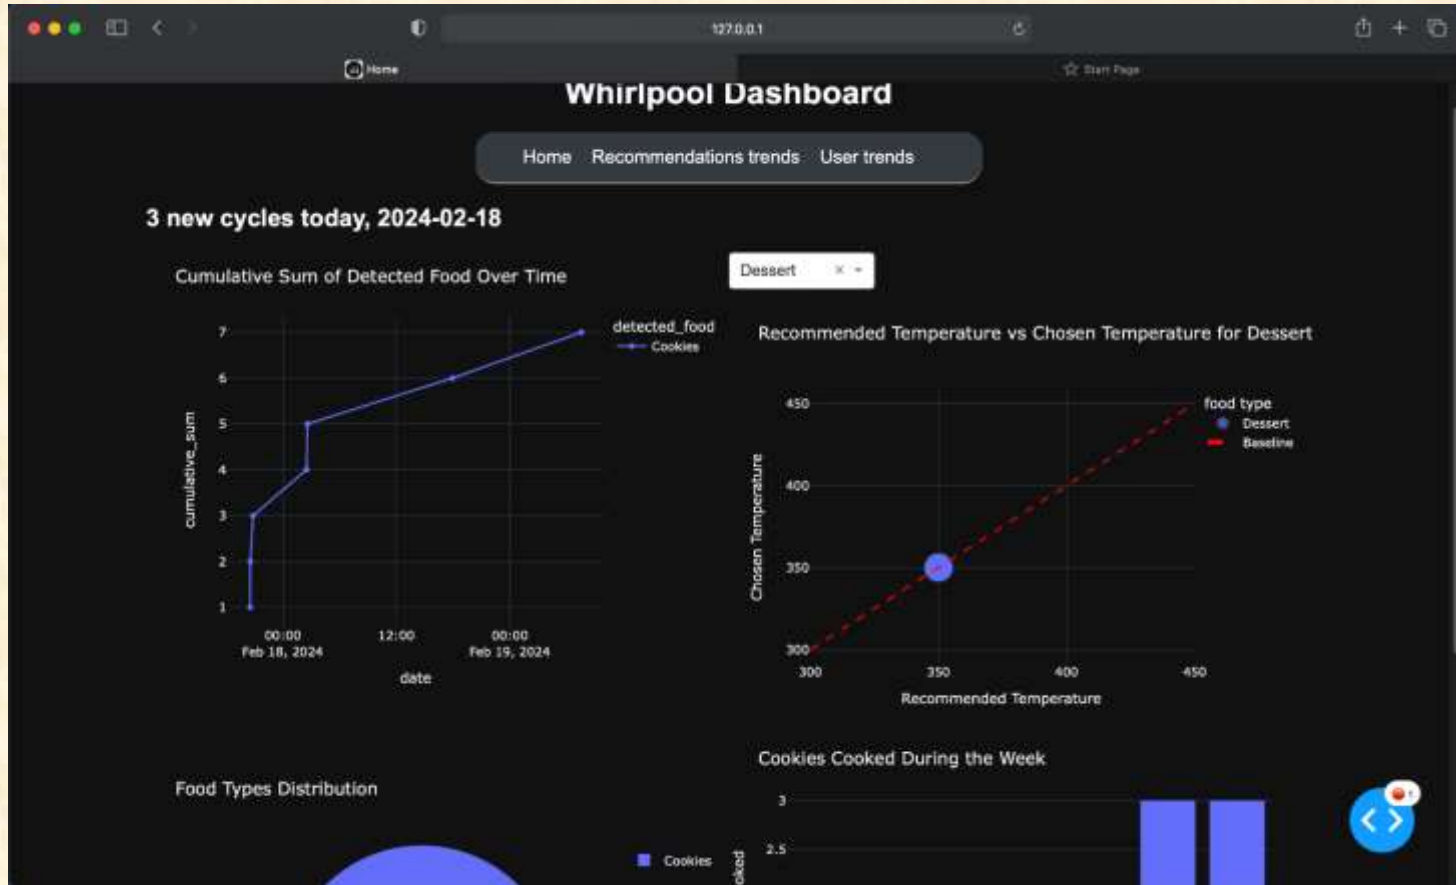 127.0.0.1
Home
Start Page
Whirlpool Dashboard
Home Recommendations trends User trends
3 new cycles today, 2024-02-18
Cumulative Sum of Detected Food Over Time
7
6
5
4
3
2
1
cumulative_sum
00:00
Feb 18, 2024
12:00
00:00
Feb 19, 2024
date
detected_food
Cookies
Dessert
Recommended Temperature vs Chosen Temperature for Dessert
450
400
350
300
Chosen Temperature
300 350 400 450
Recommended Temperature
food type
Dessert
Baseline
Food Types Distribution
Cookies
Cookies Cooked During the Week
3
2.5
oked
1